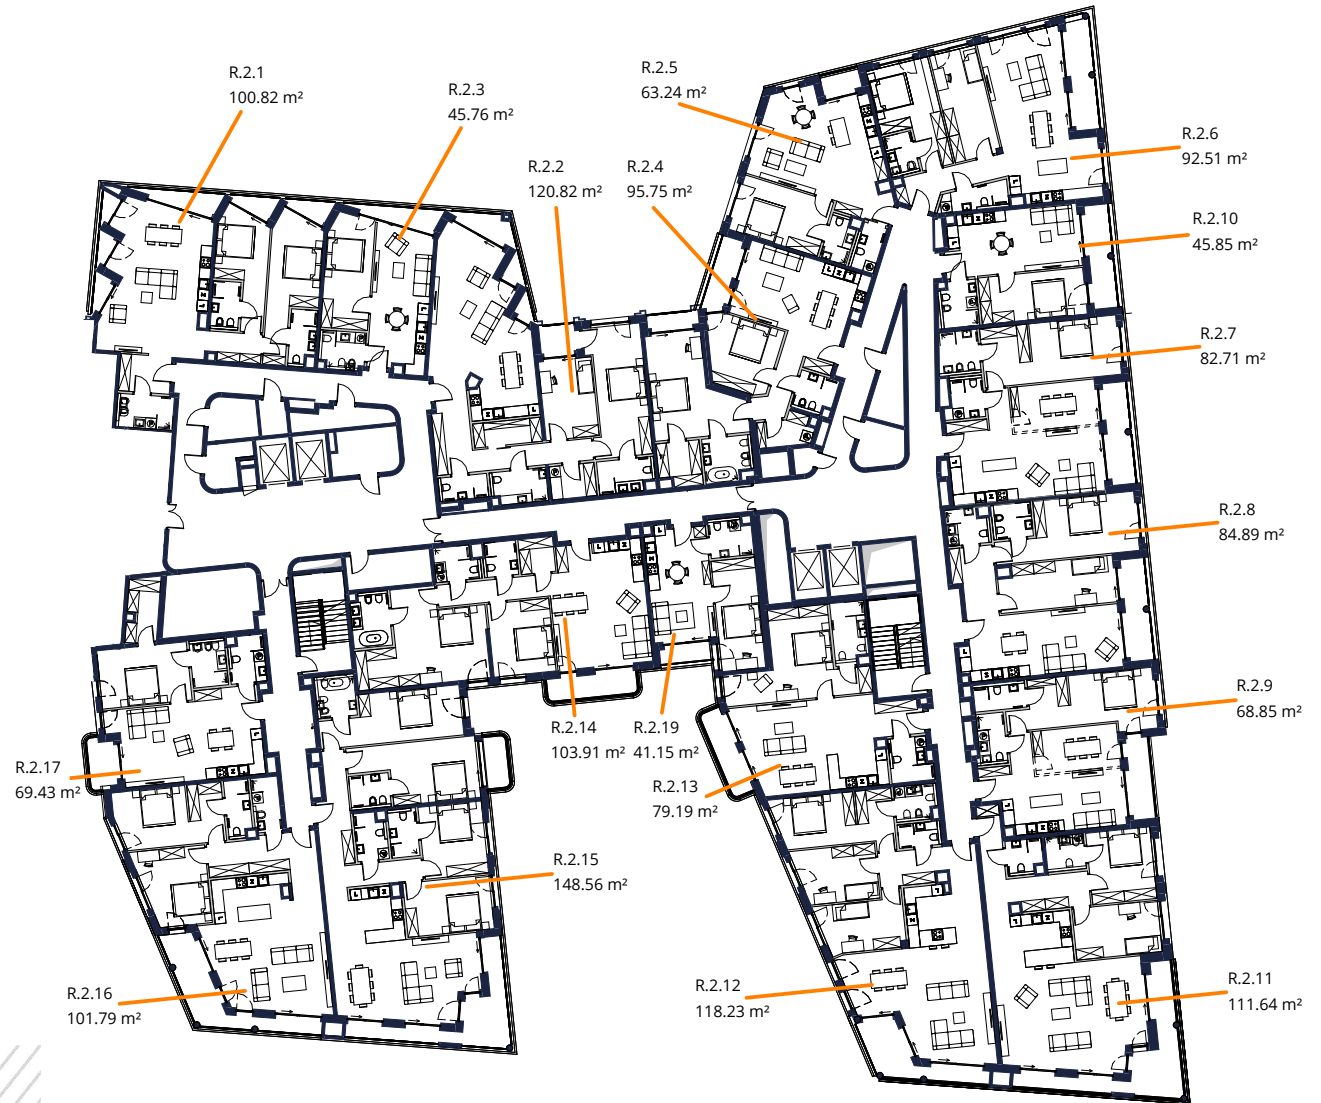 R.2.1
100.82 m²
R.2.3
45.76 m²
R.2.2
120.82 m²
R.2.4
95.75 m²
R.2.5
63.24 m²
R.2.6
92.51 m²
R.2.10
45.85 m²
R.2.7
82.71 m²
R.2.8
84.89 m²
R.2.9
68.85 m²
R.2.14
103.91 m²
R.2.19
41.15 m²
R.2.13
79.19 m²
R.2.17
69.43 m²
R.2.15
148.56 m²
R.2.16
101.79 m²
R.2.12
118.23 m²
R.2.11
111.64 m²